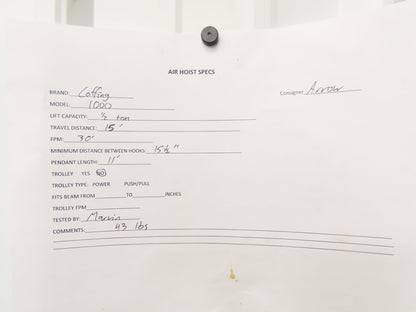 AIR HOIST SPECS
BRAND: Coffing Consigner Arrow
MODEL: 1000
LIFT CAPACITY: 1/2 ton
TRAVEL DISTANCE: 15'
FPM: 30'
MINIMUM DISTANCE BETWEEN HOOKS 15 1/2"
PENDANT LENGTH: 11'
TROLLEY YES NO
TROLLEY TYPE: POWER PUSH/PULL
FITS BEAM FROM TO INCHES
TROLLEY FPM
TESTED BY: Marvin
COMMENTS: 43 lbs